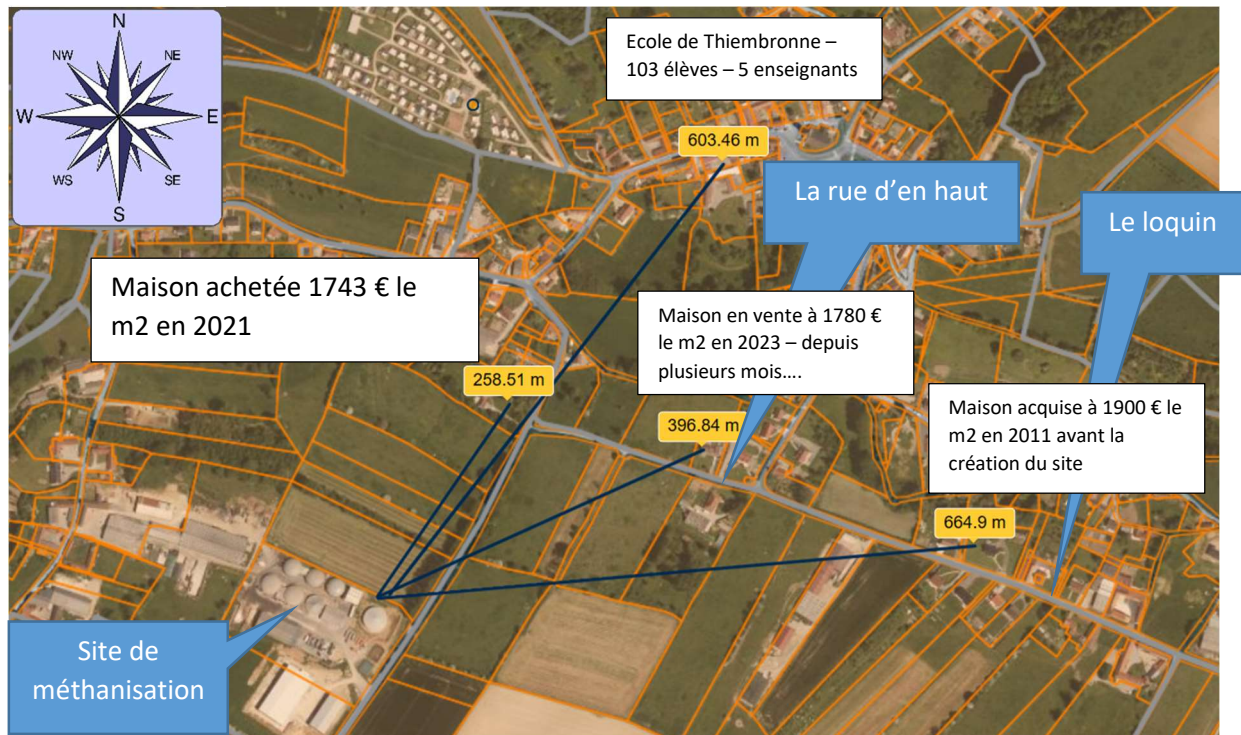 N
NW
NE
W
E
WS
SE
S
Ecole de Thiembronne –
103 élèves – 5 enseignants
603.46 m
La rue d'en haut
Le loquin
Maison achetée 1743 € le
m2 en 2021
Maison en vente à 1780 €
le m2 en 2023 – depuis
plusieurs mois….
258.51 m
396.84 m
Maison acquise à 1900 € le
m2 en 2011 avant la
création du site
664.9 m
Site de
méthanisation